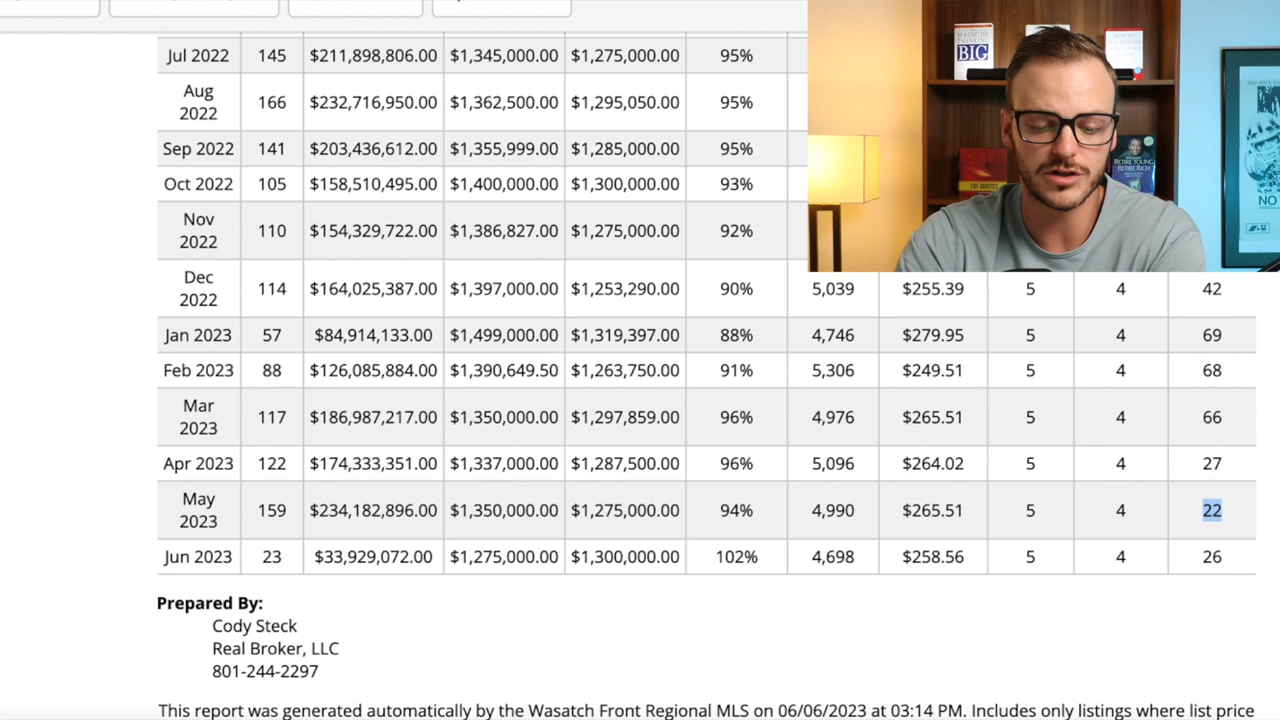 Jul 2022 145 $211,898,806.00 $1,345,000.00 $1,275,000.00 95%
Aug 2022 166 $232,716,950.00 $1,362,500.00 $1,295,050.00 95%
Sep 2022 141 $203,436,612.00 $1,355,999.00 $1,285,000.00 95%
Oct 2022 105 $158,510,495.00 $1,400,000.00 $1,300,000.00 93%
Nov 2022 110 $154,329,722.00 $1,386,827.00 $1,275,000.00 92%
Dec 2022 114 $164,025,387.00 $1,397,000.00 $1,253,290.00 90% 5,039 $255.39 5 4 42
Jan 2023 57 $84,914,133.00 $1,499,000.00 $1,319,397.00 88% 4,746 $279.95 5 4 69
Feb 2023 88 $126,085,884.00 $1,390,649.50 $1,263,750.00 91% 5,306 $249.51 5 4 68
Mar 2023 117 $186,987,217.00 $1,350,000.00 $1,297,859.00 96% 4,976 $265.51 5 4 66
Apr 2023 122 $174,333,351.00 $1,337,000.00 $1,287,500.00 96% 5,096 $264.02 5 4 27
May 2023 159 $234,182,896.00 $1,350,000.00 $1,275,000.00 94% 4,990 $265.51 5 4 22
Jun 2023 23 $33,929,072.00 $1,275,000.00 $1,300,000.00 102% 4,698 $258.56 5 4 26
Prepared By:
Cody Steck
Real Broker, LLC
801-244-2297
This report was generated automatically by the Wasatch Front Regional MLS on 06/06/2023 at 03:14 PM. Includes only listings where list price
MAGIC OF
THINKING
BIG
RETIRE YOUNG
RETIRE RICH
NO